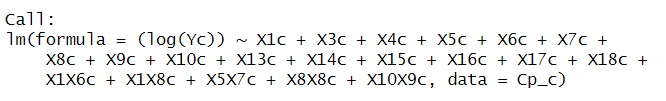 Call:
lm(formula = (log(Yc)) ~ X1c + X3c + X4c + X5c + X6c + X7c +
X8c + X9c + X10c + X13c + X14c + X15c + X16c + X17c + X18c +
X1X6c + X1X8c + X5X7c + X8X8c + X10X9c, data = Cp_c)